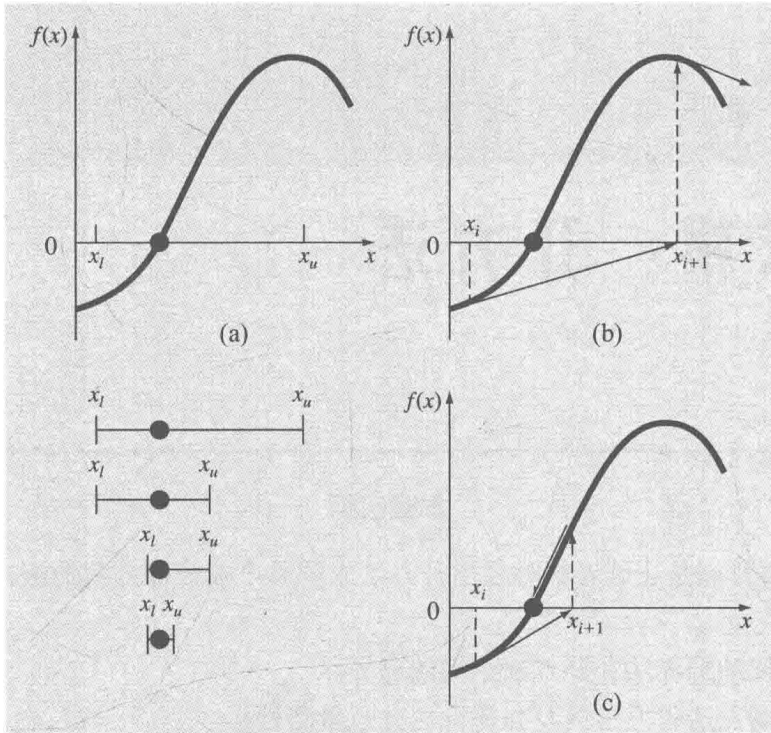 f(x)
0
x_l
x_u
x
(a)
f(x)
x_i
0
x_{i+1}
x
(b)
x_l
x_u
x_l
x_u
x_l
x_u
x_l x_u
f(x)
x_i
0
x_{i+1}
x
(c)